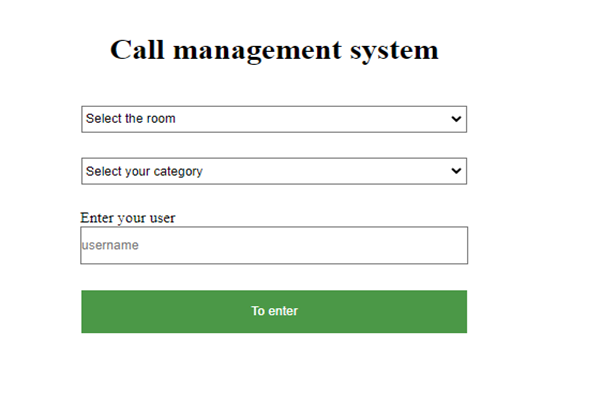 Call management system
Select the room
Select your category
Enter your user
username
To enter